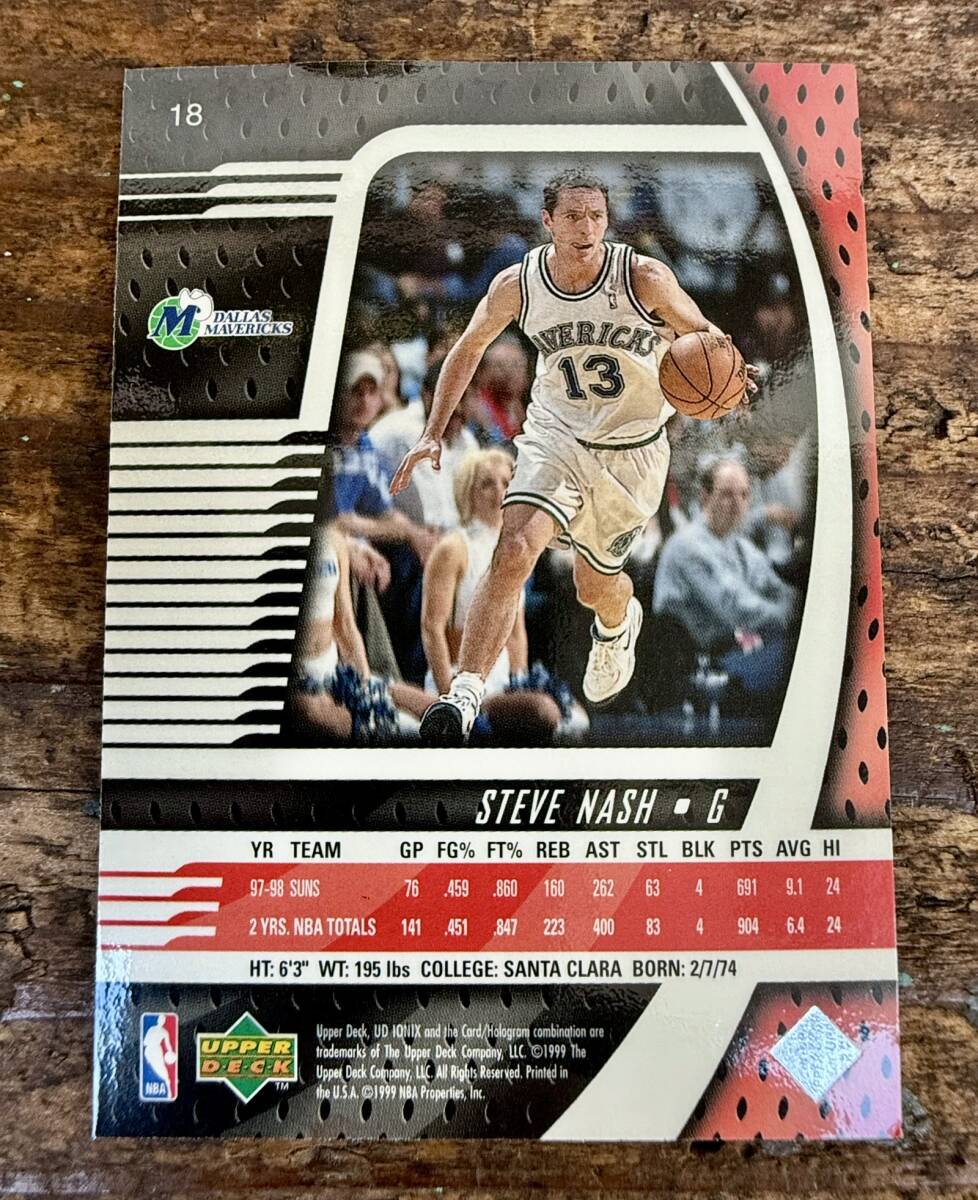 18
M DALLAS
MAVERICKS
MAVERICKS
13
STEVE NASH • G
YR TEAM GP FG% FT% REB AST STL BLK PTS AVG HI
97-98 SUNS 76 .459 .860 160 262 63 4 691 9.1 24
2 YRS. NBA TOTALS 141 .451 .847 223 400 83 4 904 6.4 24
HT: 6'3" WT: 195 lbs COLLEGE: SANTA CLARA BORN: 2/7/74
NBA
UPPER
D·E·C·K
TM
Upper Deck, UD IONIX and the Card/Hologram combination are
trademarks of The Upper Deck Company, LLC. ©1999 The
Upper Deck Company, LLC. All Rights Reserved. Printed in
the U.S.A. ©1999 NBA Properties, Inc.